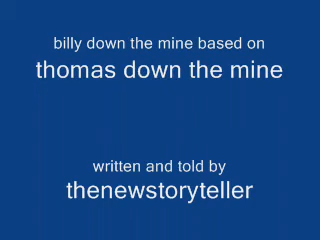 billy down the mine based on
thomas down the mine
written and told by
thenewstoryteller